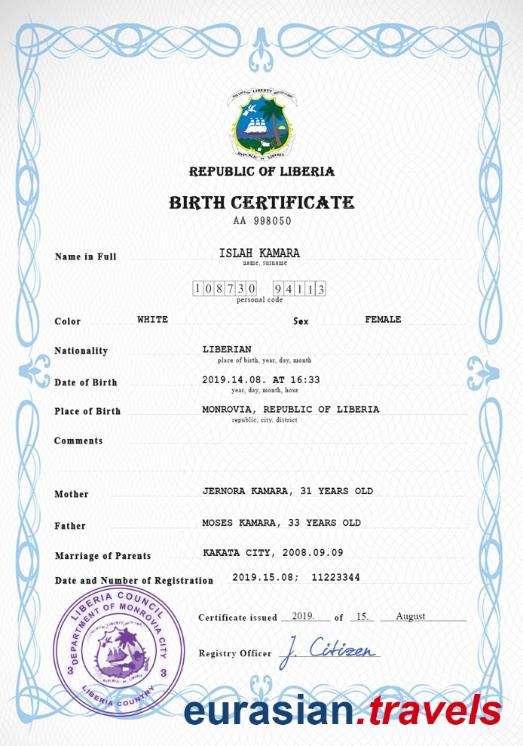 REPUBLIC OF LIBERIA
BIRTH CERTIFICATE
AA 998050
Name in Full ISLAH KAMARA
name, surname
108730 94113
personal code
Color WHITE Sex FEMALE
Nationality LIBERIAN
place of birth, year, day, month
Date of Birth 2019.14.08. AT 16:33
year, day, month, hour
Place of Birth MONROVIA, REPUBLIC OF LIBERIA
republic, city, district
Comments
Mother JERNORA KAMARA, 31 YEARS OLD
Father MOSES KAMARA, 33 YEARS OLD
Marriage of Parents KAKATA CITY, 2008.09.09
Date and Number of Registration 2019.15.08; 11223344
LIBERIA COUNCIL
DEPARTMENT OF MONROVIA CITY
3 3
LIBERIA COUNTRY
Certificate issued 2019. of 15. August
Registry Officer J. Citizen
eurasian.travels